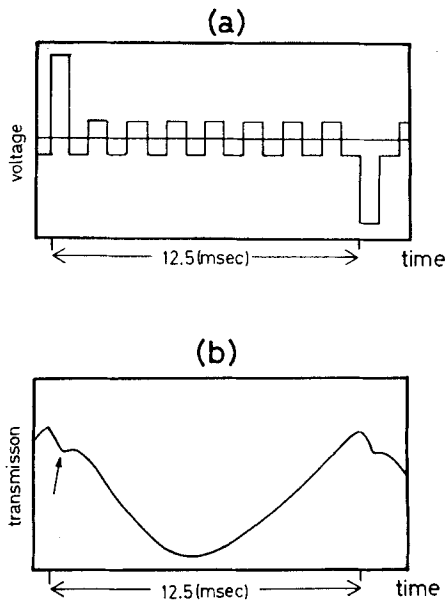 (a)
voltage
12.5(msec)
time
(b)
transmisson
12.5(msec)
time